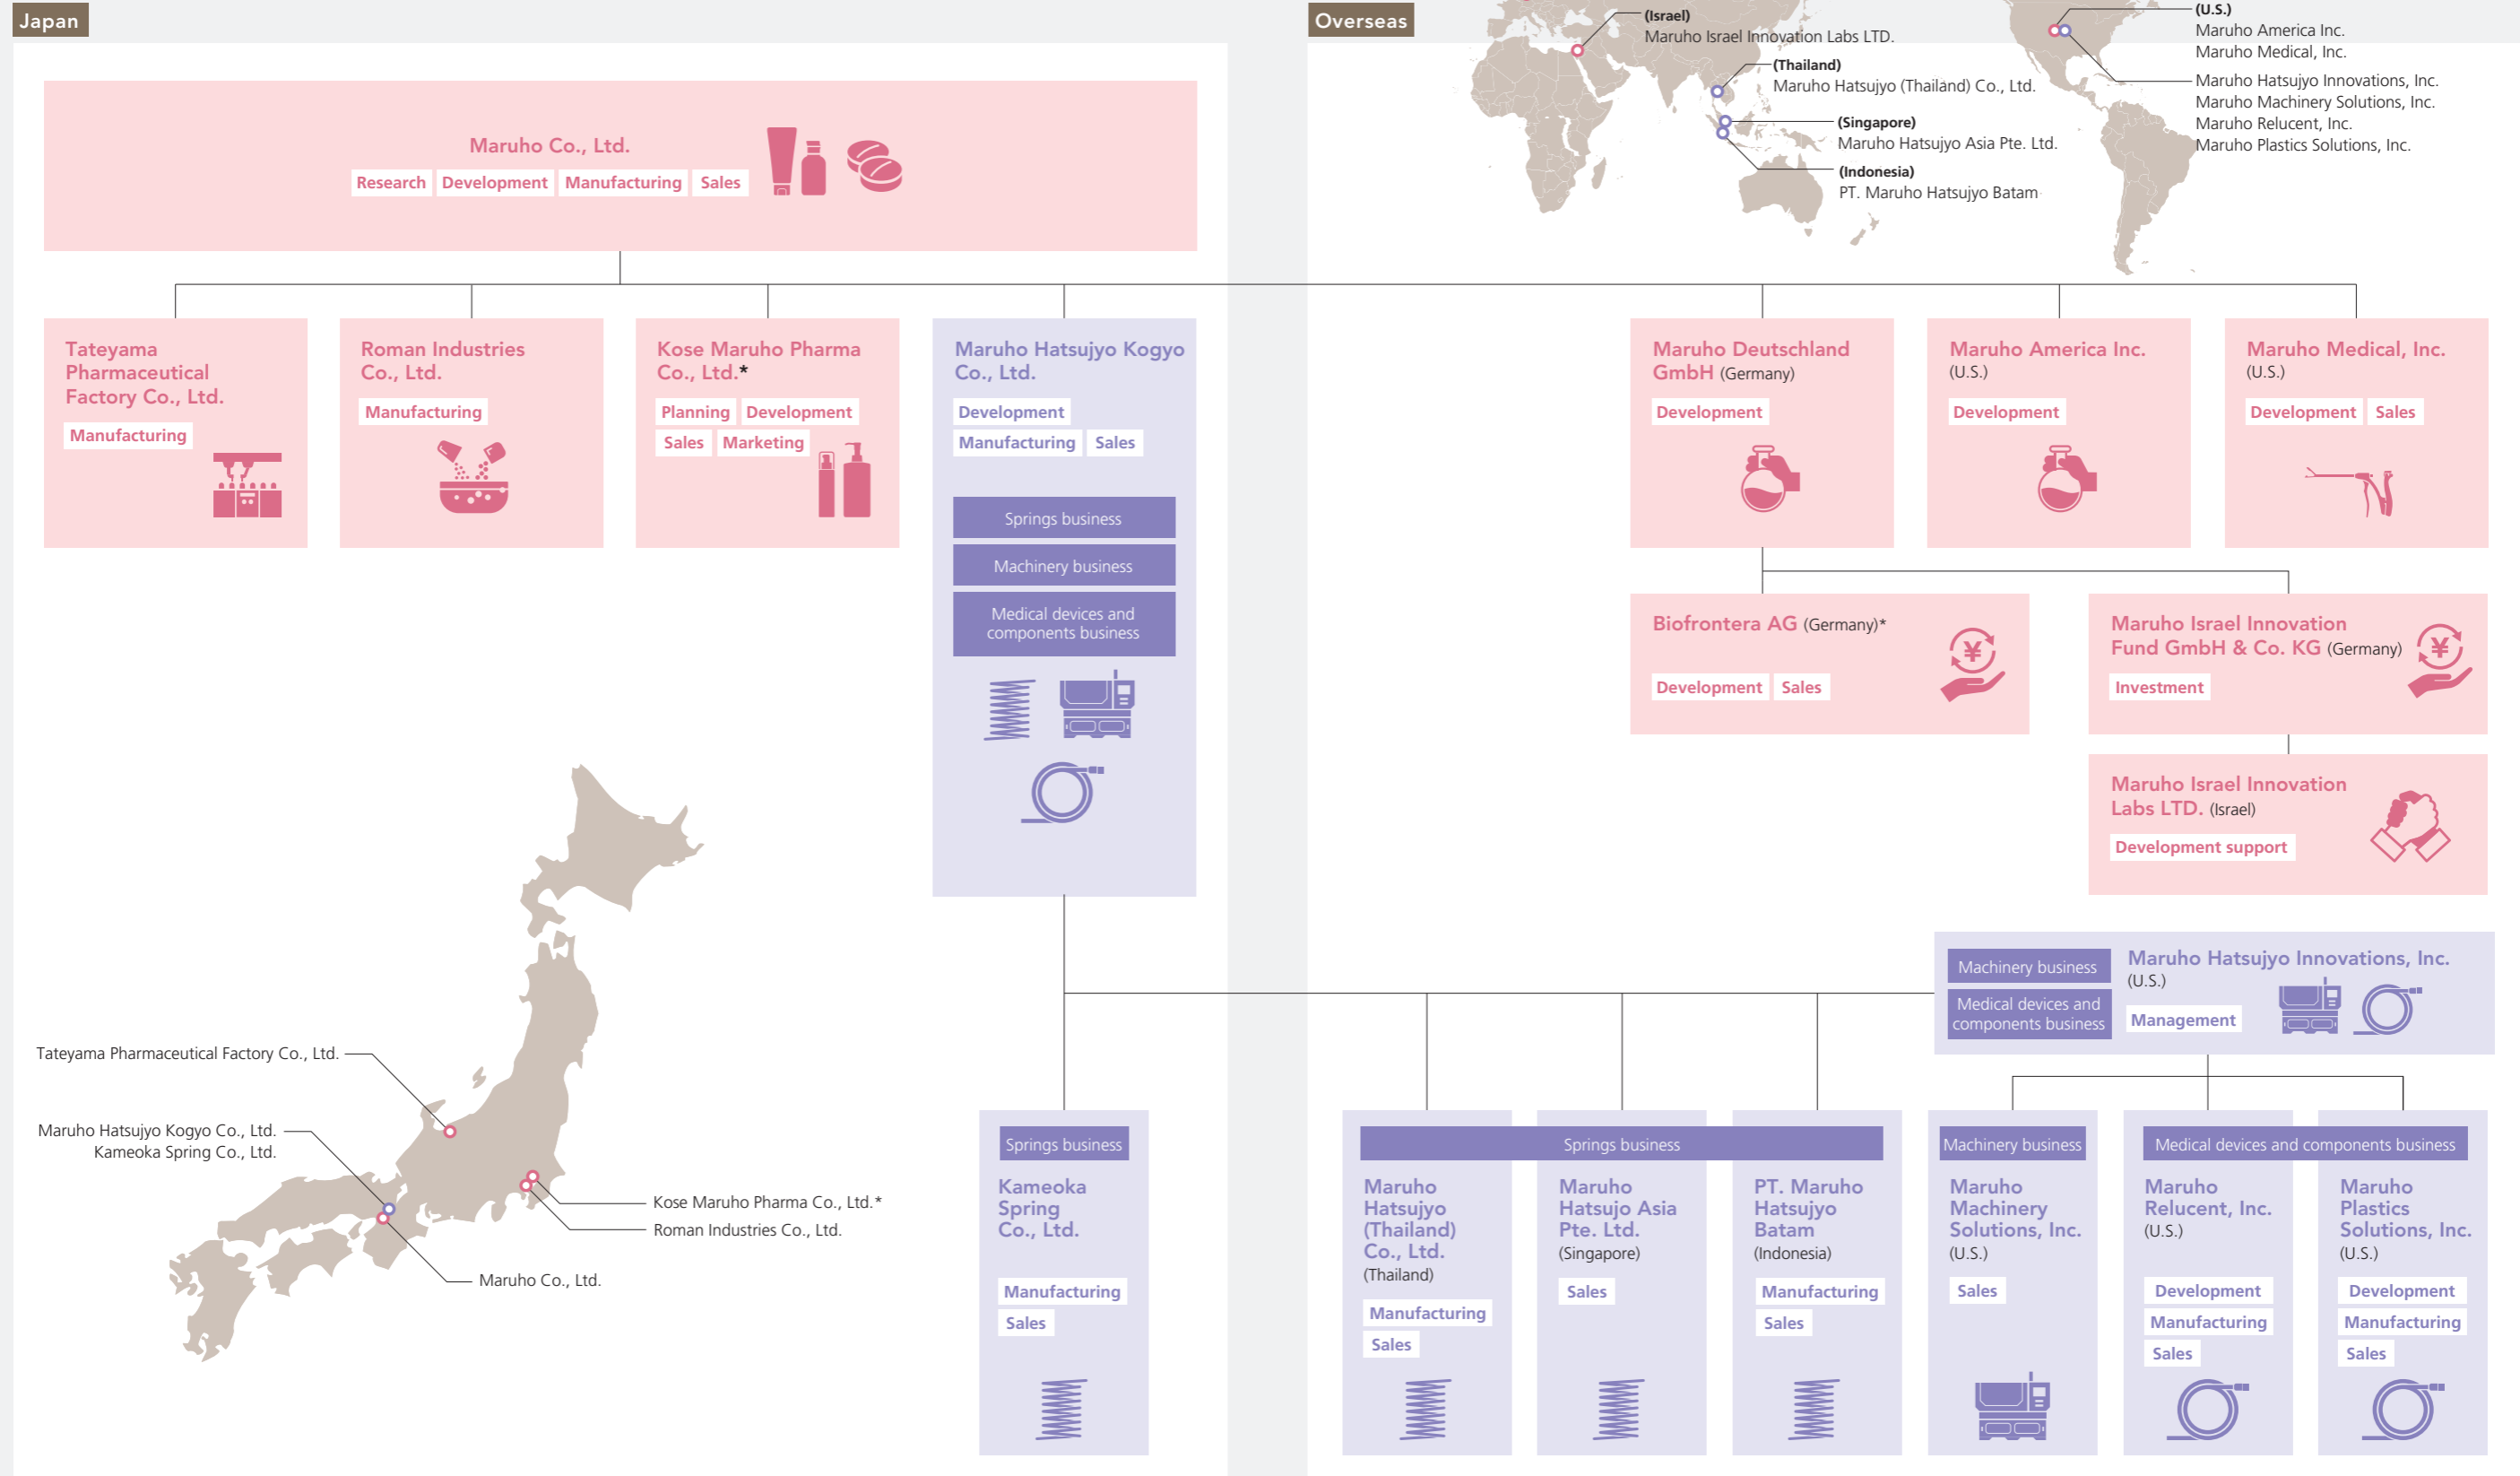 Japan
Maruho Co., Ltd.
Research Development Manufacturing Sales
Overseas
(Israel)
Maruho Israel Innovation Labs LTD.
(Thailand)
Maruho Hatsujyo (Thailand) Co., Ltd.
(Singapore)
Maruho Hatsujyo Asia Pte. Ltd.
(Indonesia)
PT. Maruho Hatsujyo Batam
(U.S.)
Maruho America Inc.
Maruho Medical, Inc.
Maruho Hatsujyo Innovations, Inc.
Maruho Machinery Solutions, Inc.
Maruho Relucent, Inc.
Maruho Plastics Solutions, Inc.
Tateyama
Pharmaceutical
Factory Co., Ltd.
Manufacturing
Roman Industries
Co., Ltd.
Manufacturing
Kose Maruho Pharma
Co., Ltd.*
Planning Development
Sales Marketing
Maruho Hatsujyo Kogyo
Co., Ltd.
Development
Manufacturing Sales
Springs business
Machinery business
Medical devices and
components business
Maruho Deutschland
GmbH (Germany)
Development
Maruho America Inc.
(U.S.)
Development
Maruho Medical, Inc.
(U.S.)
Development Sales
Biofrontera AG (Germany)*
Development Sales
¥
Maruho Israel Innovation
Fund GmbH & Co. KG (Germany)
Investment
¥
Maruho Israel Innovation
Labs LTD. (Israel)
Development support
Tateyama Pharmaceutical Factory Co., Ltd.
Maruho Hatsujyo Kogyo Co., Ltd.
Kameoka Spring Co., Ltd.
Kose Maruho Pharma Co., Ltd.*
Roman Industries Co., Ltd.
Maruho Co., Ltd.
Machinery business
Medical devices and
components business
Maruho Hatsujyo Innovations, Inc.
(U.S.)
Management
Springs business
Kameoka
Spring
Co., Ltd.
Manufacturing
Sales
Springs business
Maruho
Hatsujyo
(Thailand)
Co., Ltd.
(Thailand)
Manufacturing
Sales
Maruho
Hatsujo Asia
Pte. Ltd.
(Singapore)
Sales
PT. Maruho
Hatsujyo
Batam
(Indonesia)
Manufacturing
Sales
Machinery business
Maruho
Machinery
Solutions, Inc.
(U.S.)
Sales
Medical devices and components business
Maruho
Relucent, Inc.
(U.S.)
Development
Manufacturing
Sales
Maruho
Plastics
Solutions, Inc.
(U.S.)
Development
Manufacturing
Sales